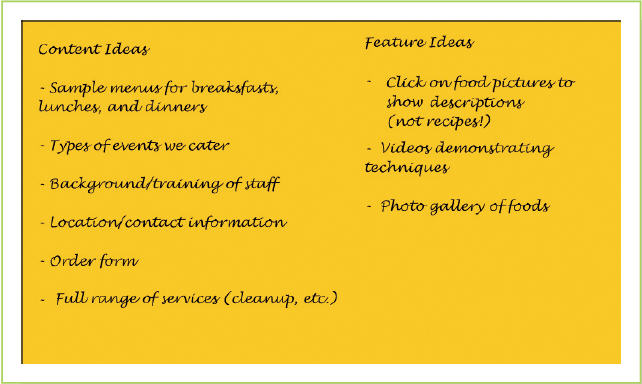 Content Ideas
- Sample menus for breaksfasts,
lunches, and dinners
- Types of events we cater
- Background/training of staff
- Location/contact information
- Order form
- Full range of services (cleanup, etc.)
Feature Ideas
- Click on food pictures to
show descriptions
(not recipes!)
- Videos demonstrating
techniques
- Photo gallery of foods